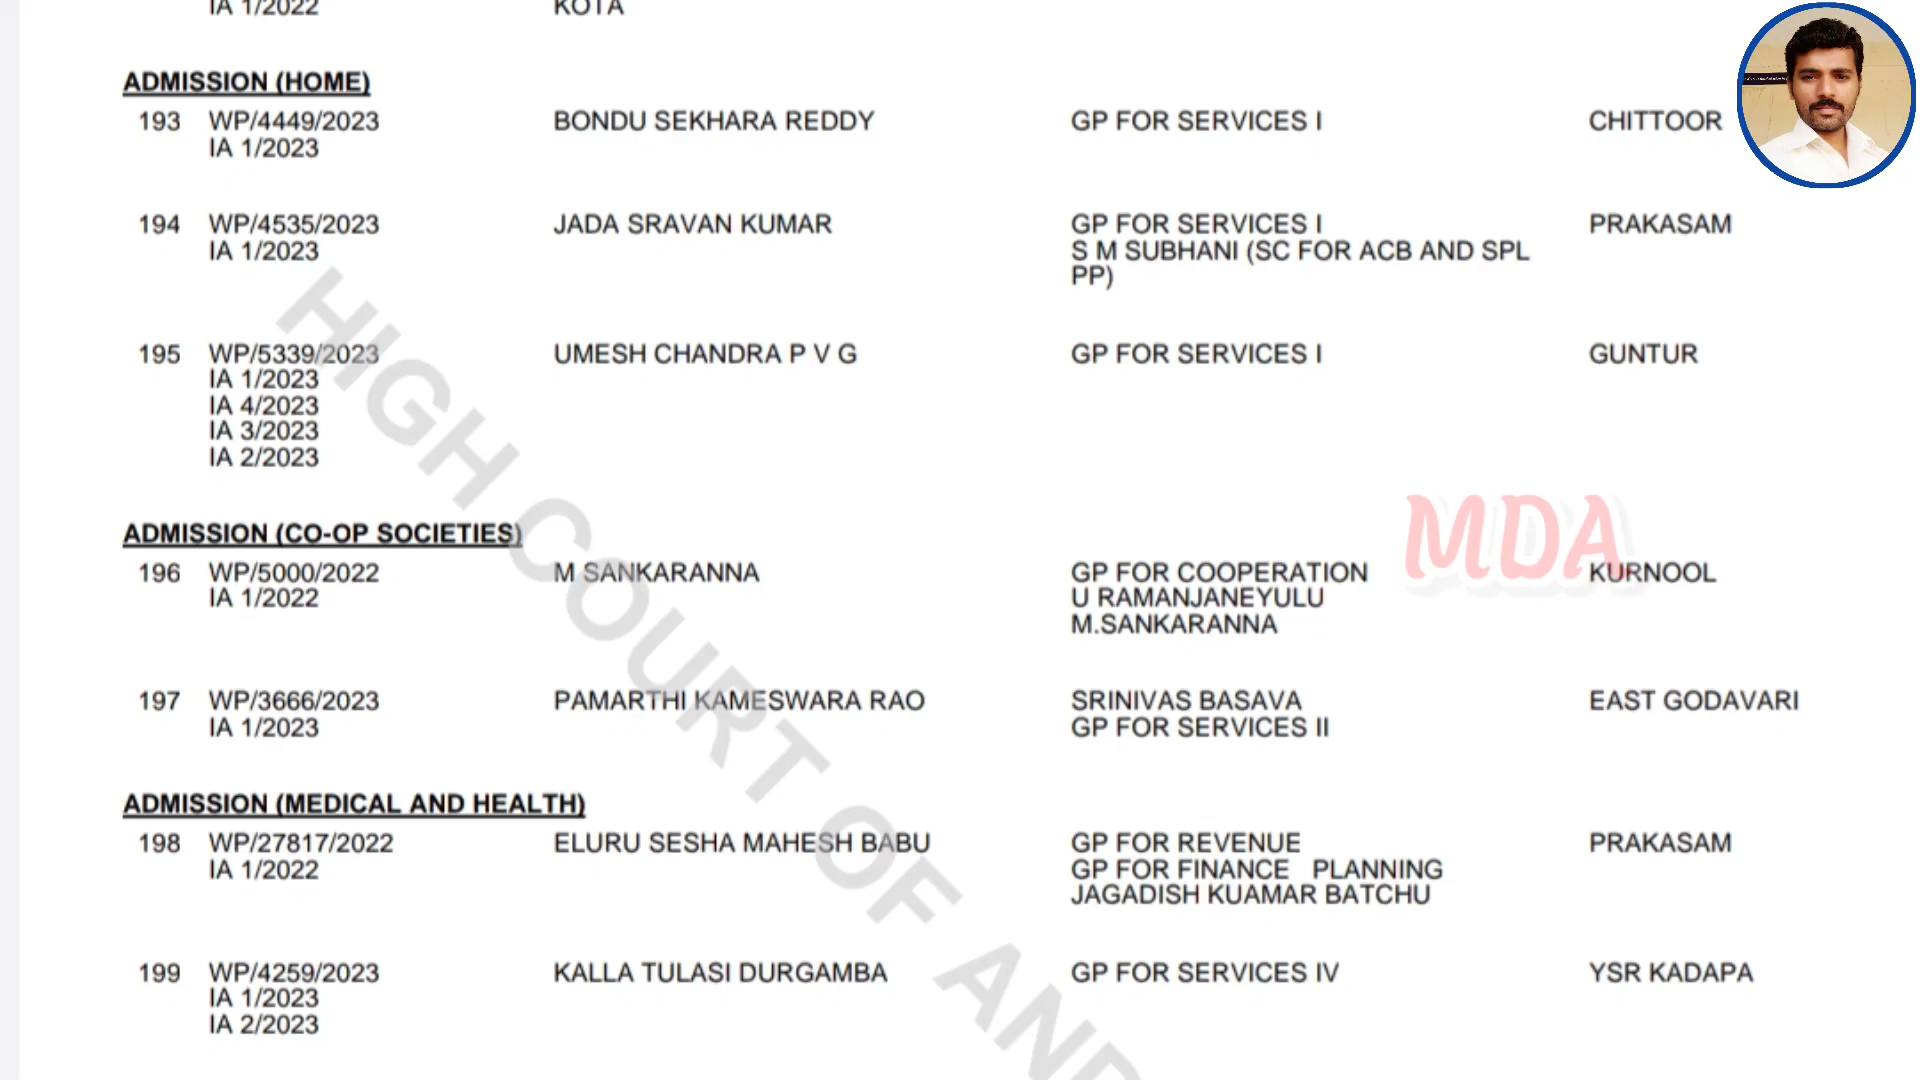 IA 1/2022 KOTA
ADMISSION (HOME)
193 WP/4449/2023 BONDU SEKHARA REDDY GP FOR SERVICES I CHITTOOR
IA 1/2023
194 WP/4535/2023 JADA SRAVAN KUMAR GP FOR SERVICES I PRAKASAM
IA 1/2023 S M SUBHANI (SC FOR ACB AND SPL
PP)
195 WP/5339/2023 UMESH CHANDRA P V G GP FOR SERVICES I GUNTUR
IA 1/2023
IA 4/2023
IA 3/2023
IA 2/2023
ADMISSION (CO-OP SOCIETIES)
196 WP/5000/2022 M SANKARANNA GP FOR COOPERATION KURNOOL
IA 1/2022 U RAMANJANEYULU
M.SANKARANNA
197 WP/3666/2023 PAMARTHI KAMESWARA RAO SRINIVAS BASAVA EAST GODAVARI
IA 1/2023 GP FOR SERVICES II
ADMISSION (MEDICAL AND HEALTH)
198 WP/27817/2022 ELURU SESHA MAHESH BABU GP FOR REVENUE PRAKASAM
IA 1/2022 GP FOR FINANCE PLANNING
JAGADISH KUAMAR BATCHU
199 WP/4259/2023 KALLA TULASI DURGAMBA GP FOR SERVICES IV YSR KADAPA
IA 1/2023
IA 2/2023
HIGH COURT OF AND
MDA